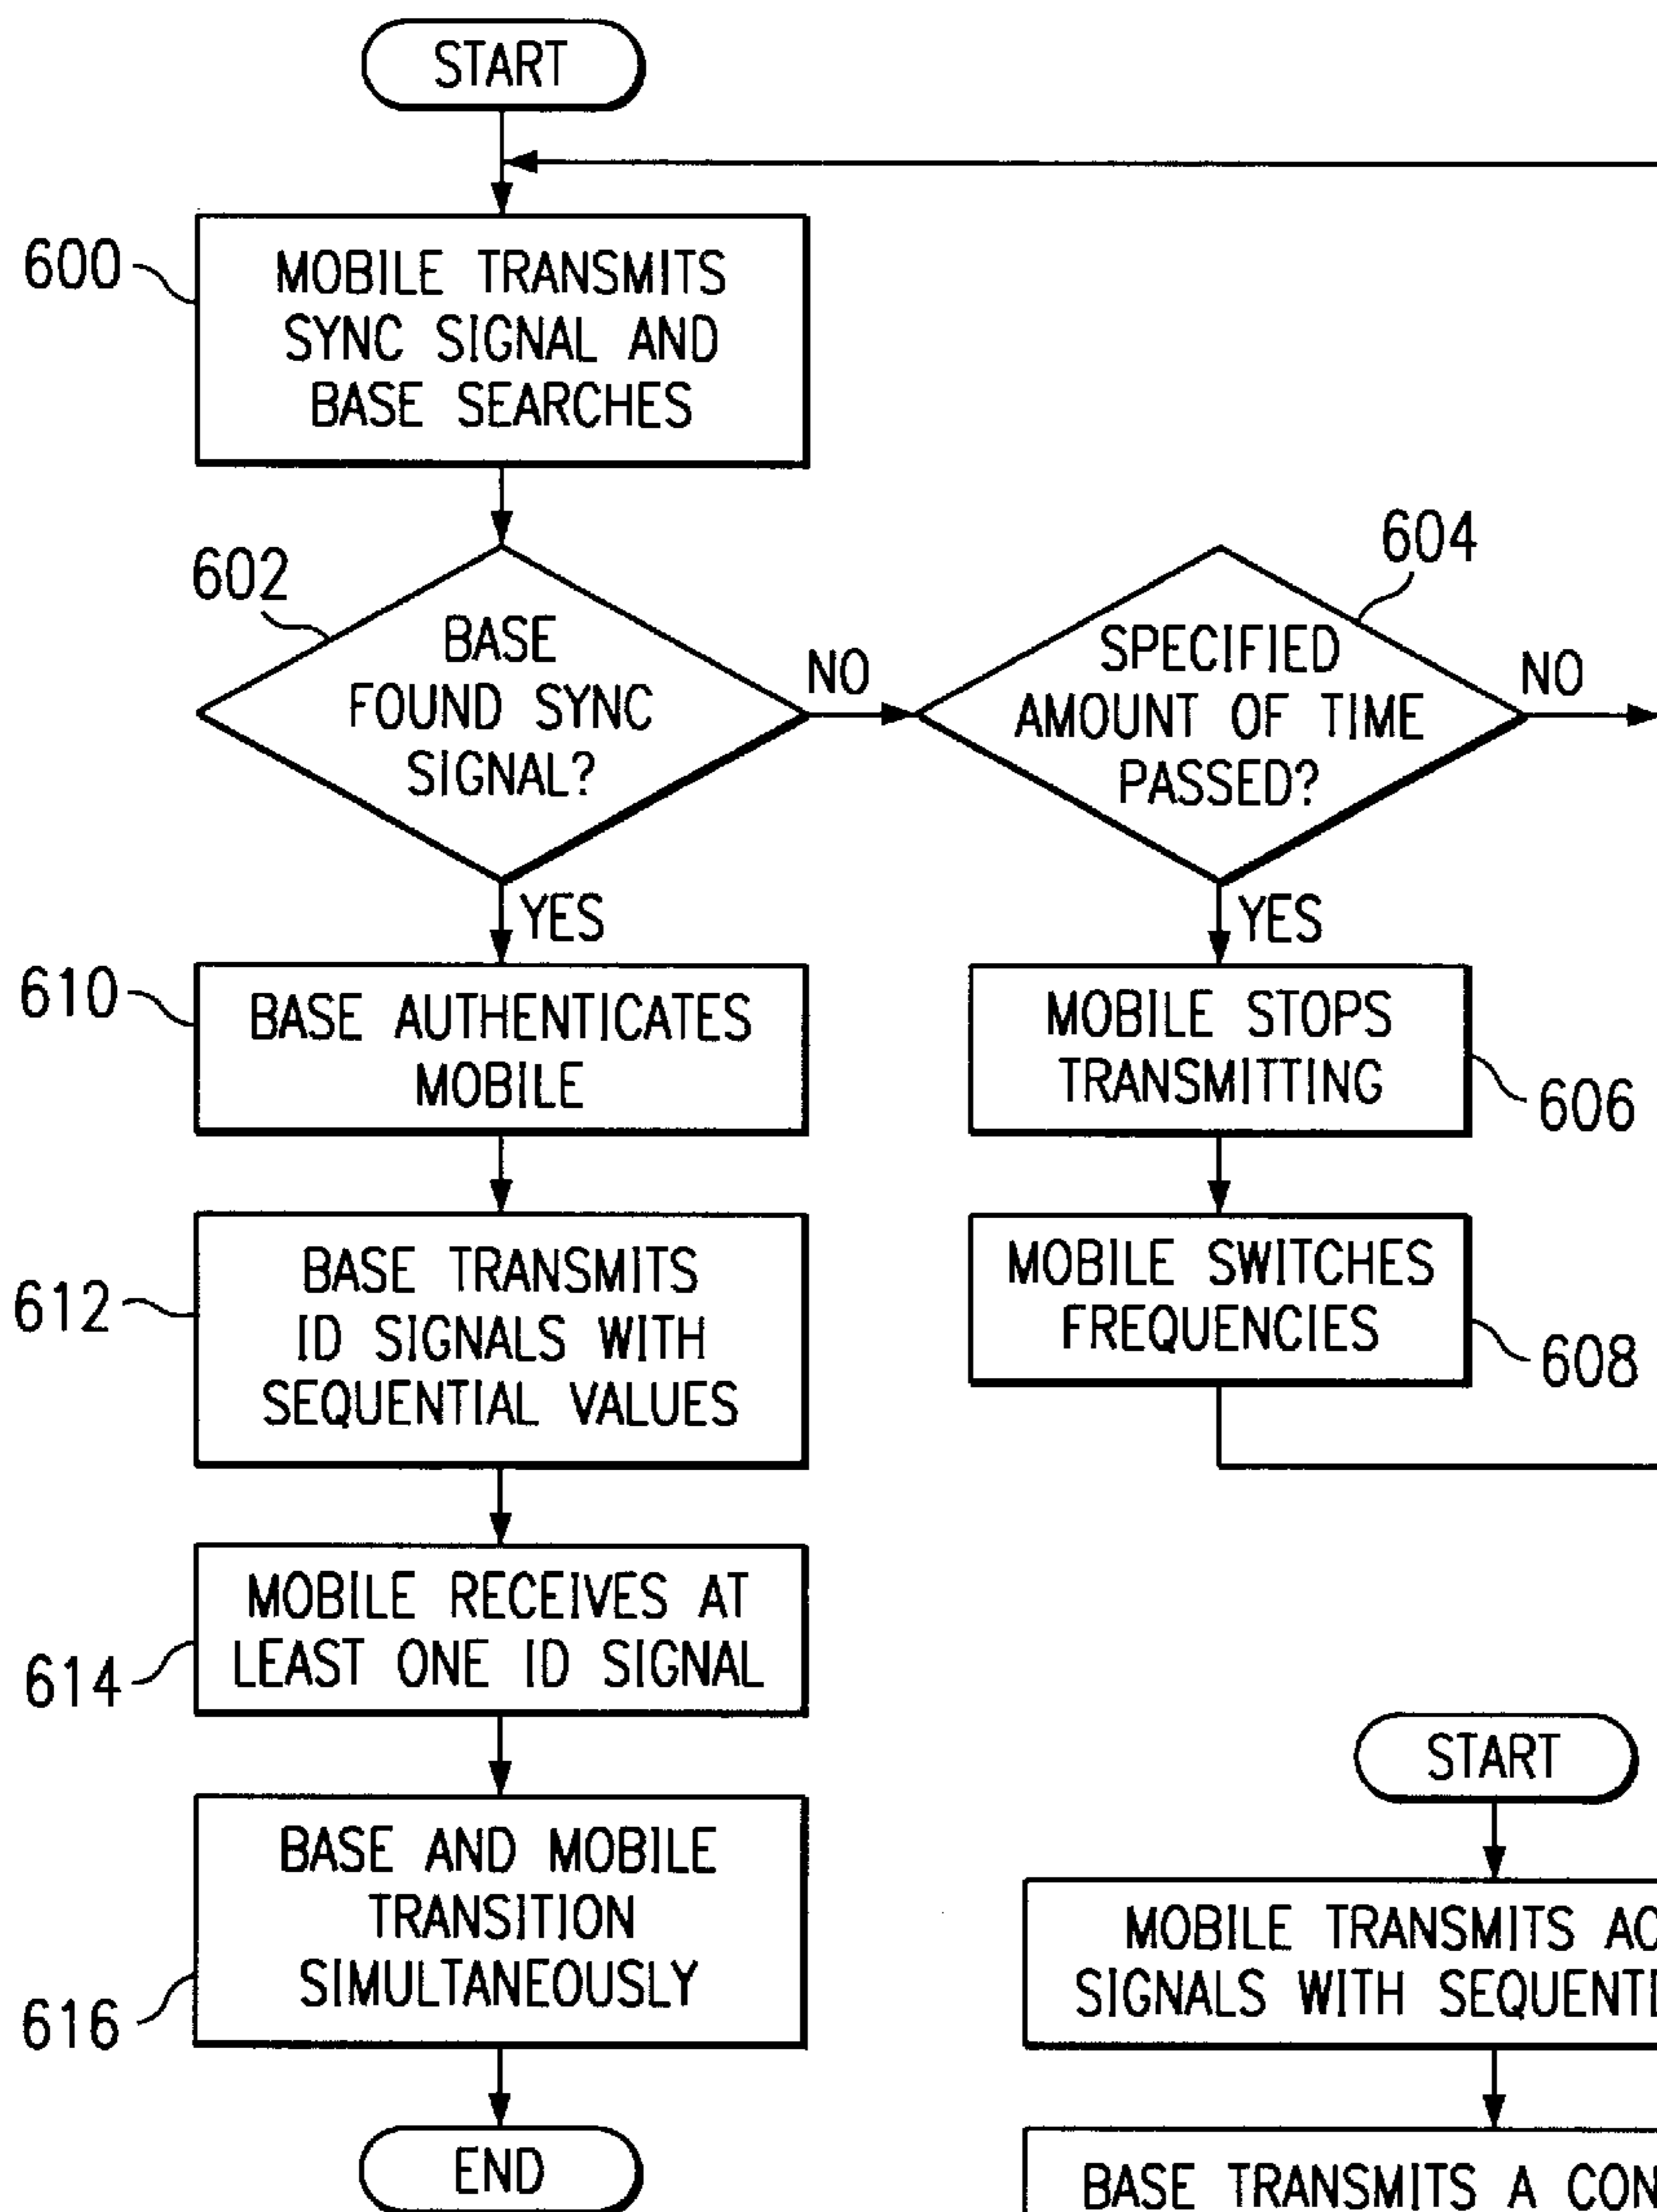 START
600
MOBILE TRANSMITS
SYNC SIGNAL AND
BASE SEARCHES
602
BASE
FOUND SYNC
SIGNAL?
NO
604
SPECIFIED
AMOUNT OF TIME
PASSED?
NO
YES
YES
610
BASE AUTHENTICATES
MOBILE
MOBILE STOPS
TRANSMITTING
606
612
BASE TRANSMITS
ID SIGNALS WITH
SEQUENTIAL VALUES
MOBILE SWITCHES
FREQUENCIES
608
614
MOBILE RECEIVES AT
LEAST ONE ID SIGNAL
616
BASE AND MOBILE
TRANSITION
SIMULTANEOUSLY
END
START
MOBILE TRANSMITS
SIGNALS WITH
BASE TRANSMITS A